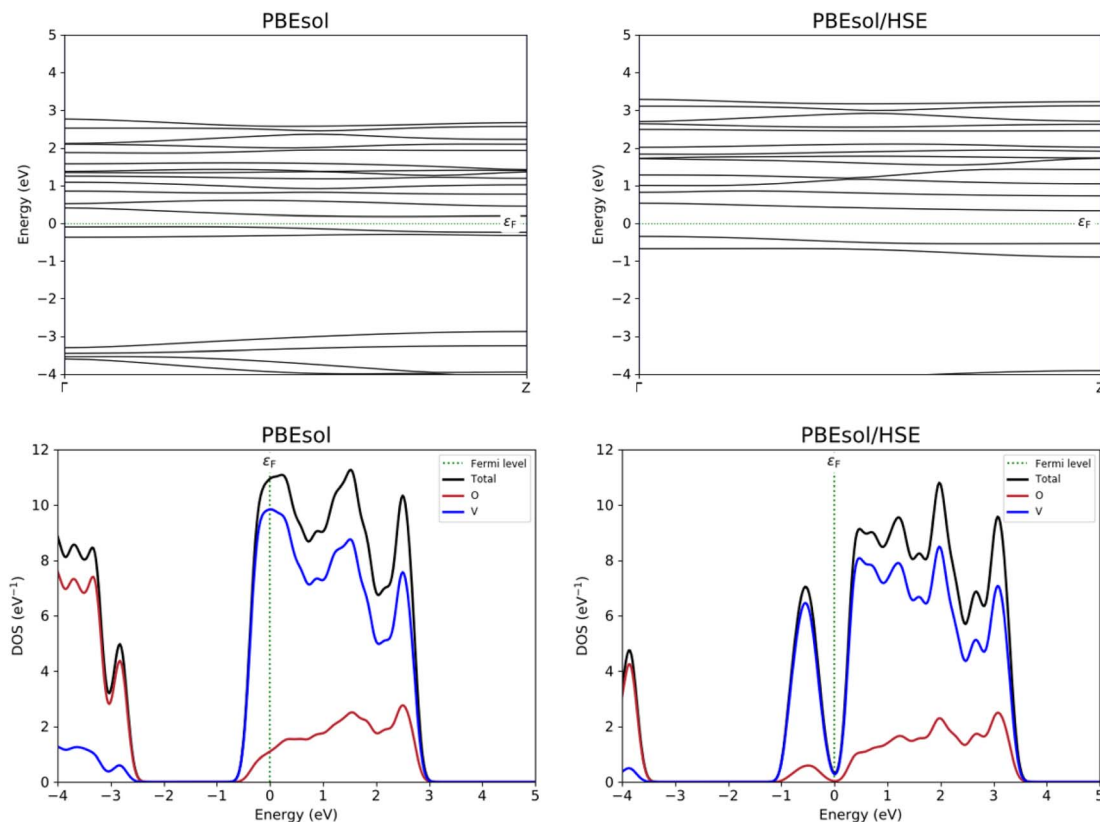 PBEsol
PBEsol/HSE
5
4
3
2
1
0
−1
−2
−3
−4
Energy (eV)
εF
Γ
Z
5
4
3
2
1
0
−1
−2
−3
−4
Energy (eV)
εF
Γ
Z
PBEsol
εF
12
10
8
6
4
2
0
DOS (eV⁻¹)
Fermi level
Total
O
V
−4 −3 −2 −1 0 1 2 3 4 5
Energy (eV)
PBEsol/HSE
εF
12
10
8
6
4
2
0
DOS (eV⁻¹)
Fermi level
Total
O
V
−4 −3 −2 −1 0 1 2 3 4 5
Energy (eV)